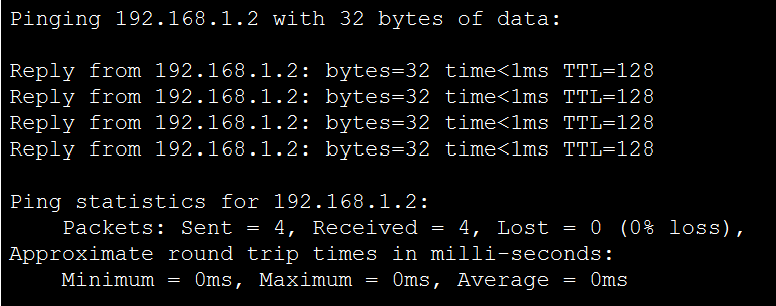 Pinging 192.168.1.2 with 32 bytes of data:
Reply from 192.168.1.2: bytes=32 time<1ms TTL=128
Reply from 192.168.1.2: bytes=32 time<1ms TTL=128
Reply from 192.168.1.2: bytes=32 time<1ms TTL=128
Reply from 192.168.1.2: bytes=32 time<1ms TTL=128
Ping statistics for 192.168.1.2:
Packets: Sent = 4, Received = 4, Lost = 0 (0% loss),
Approximate round trip times in milli-seconds:
Minimum = 0ms, Maximum = 0ms, Average = 0ms